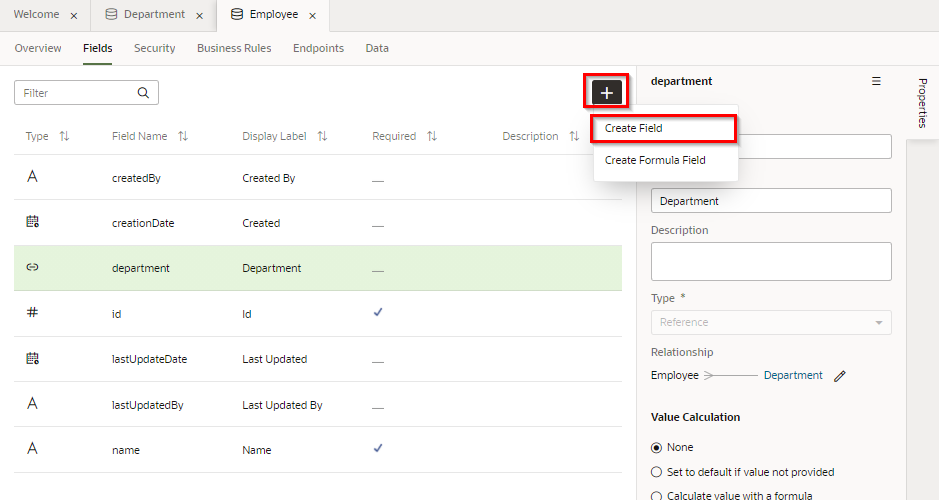 Welcome × Department × Employee ×
Overview Fields Security Business Rules Endpoints Data
Filter
+
department
Properties
Create Field
Create Formula Field
Type Field Name Display Label Required Description
A createdBy Created By
creationDate Created
department Department
# id Id
lastUpdateDate Last Updated
A lastUpdatedBy Last Updated By
A name Name
Department
Description
Type *
Reference
Relationship
Employee Department
Value Calculation
None
Set to default if value not provided
Calculate value with a formula